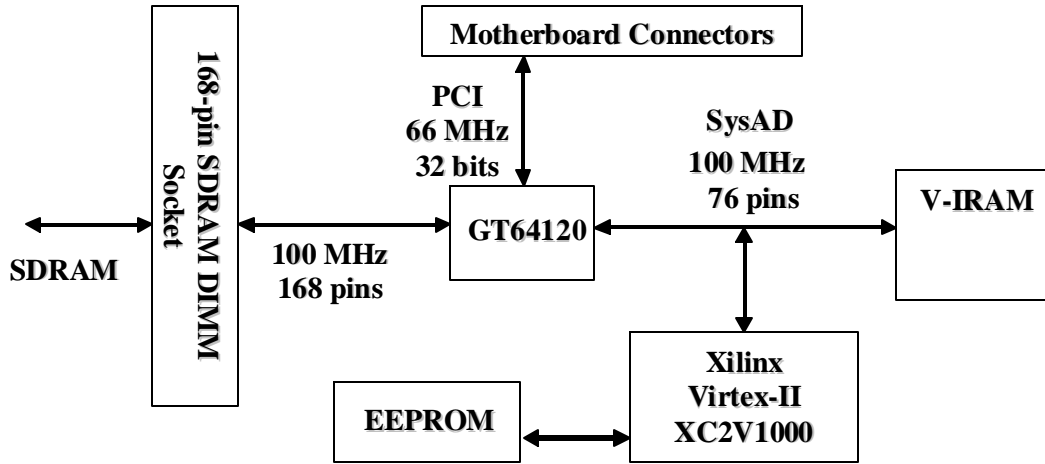 Motherboard Connectors
168-pin SDRAM DIMM
Socket
PCI
66 MHz
32 bits
SysAD
100 MHz
76 pins
V-IRAM
GT64120
SDRAM
100 MHz
168 pins
Xilinx
Virtex-II
XC2V1000
EEPROM